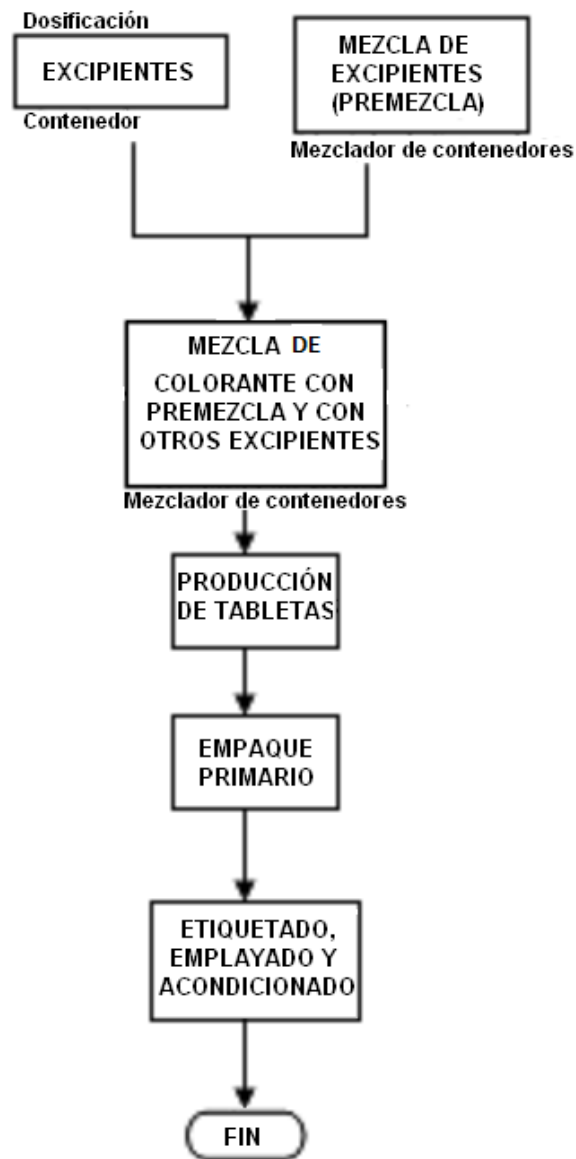 Dosificación
EXCIPIENTES
Contenedor
MEZCLA DE
EXCIPIENTES
(PREMEZCLA)
Mezclador de contenedores
MEZCLA DE
COLORANTE CON
PREMEZCLA Y CON
OTROS EXCIPIENTES
Mezclador de contenedores
PRODUCCIÓN
DE TABLETAS
EMPAQUE
PRIMARIO
ETIQUETADO,
EMPLAYADO Y
ACONDICIONADO
FIN